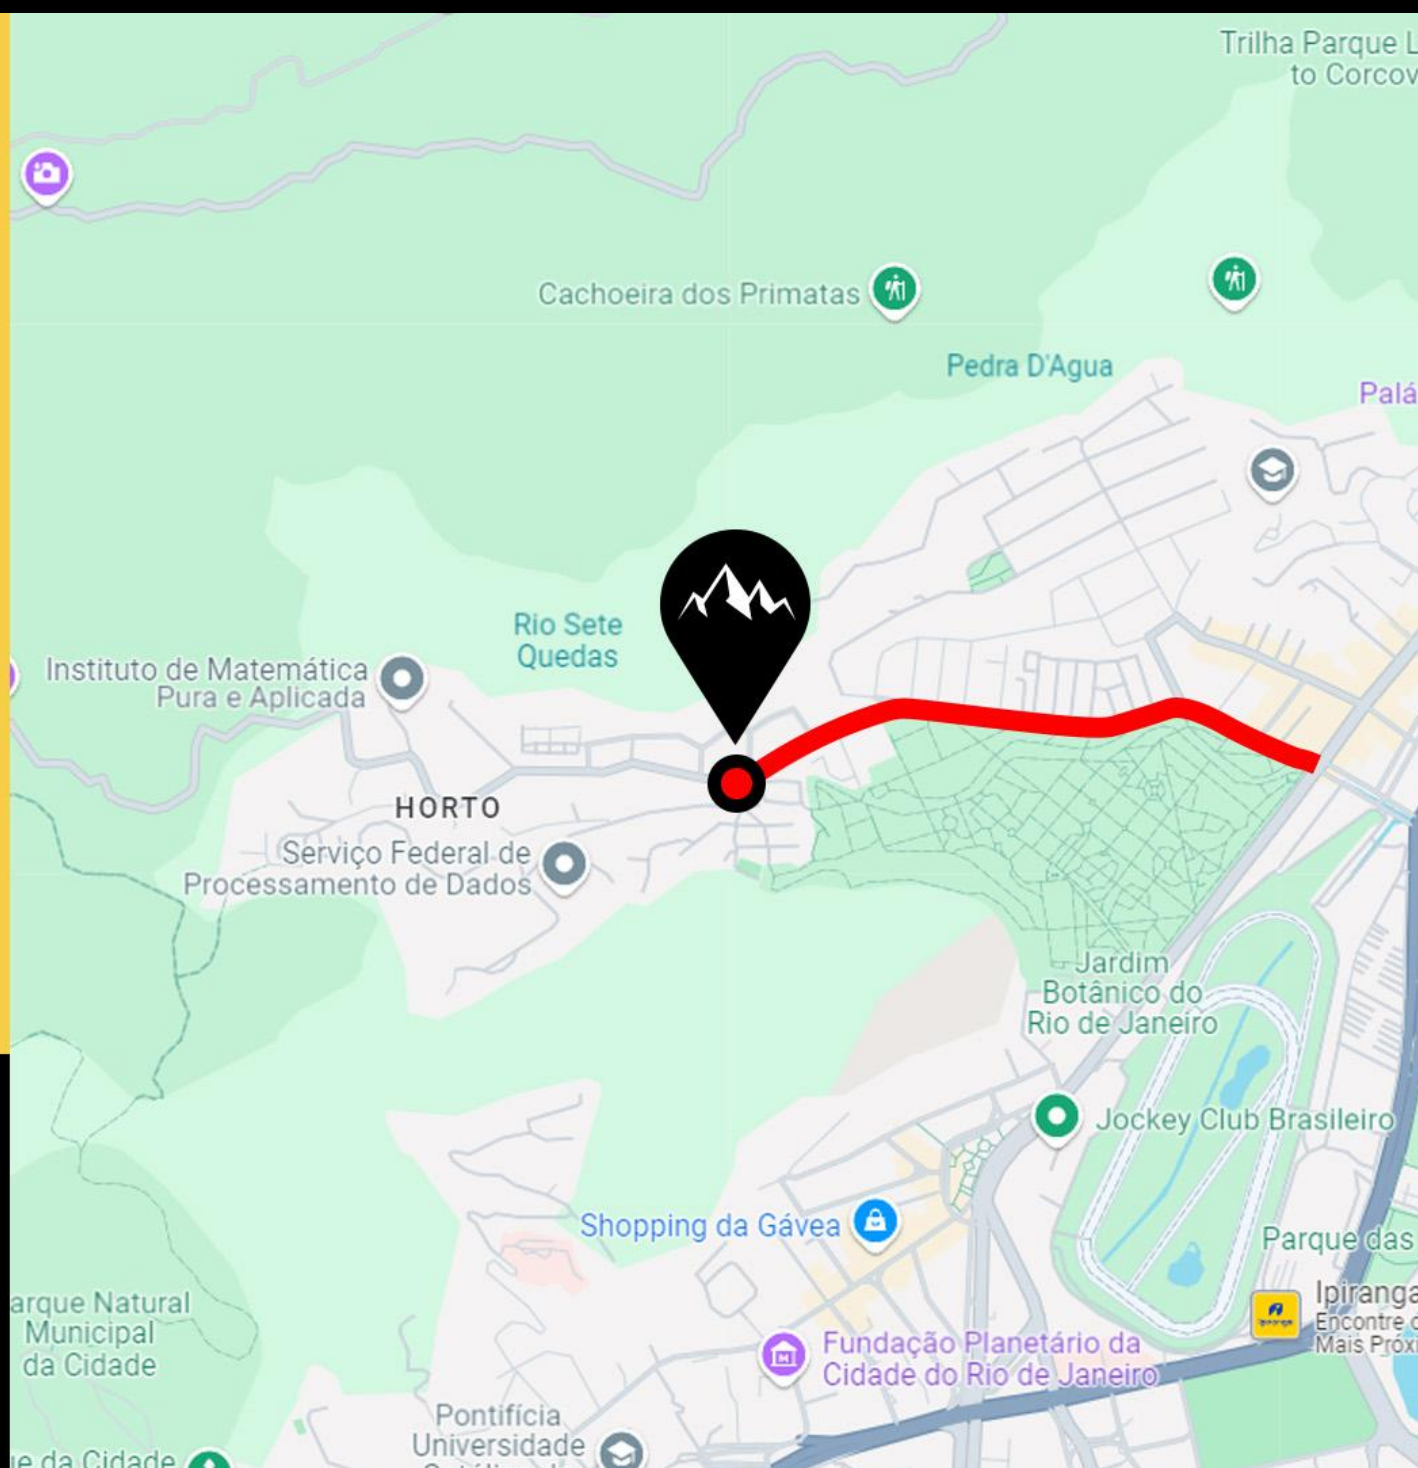 Trilha Parque L
to Corcov
Cachoeira dos Primatas
Pedra D'Agua
Palá
Rio Sete
Quedas
Instituto de Matemática
Pura e Aplicada
HORTO
Serviço Federal de
Processamento de Dados
Jardim
Botânico do
Rio de Janeiro
Jockey Club Brasileiro
Shopping da Gávea
Parque das
Ipiranga
Encontre o
Mais Próxi
arque Natural
Municipal
da Cidade
Fundação Planetário da
Cidade do Rio de Janeiro
Pontifícia
Universidade
ue da Cidade